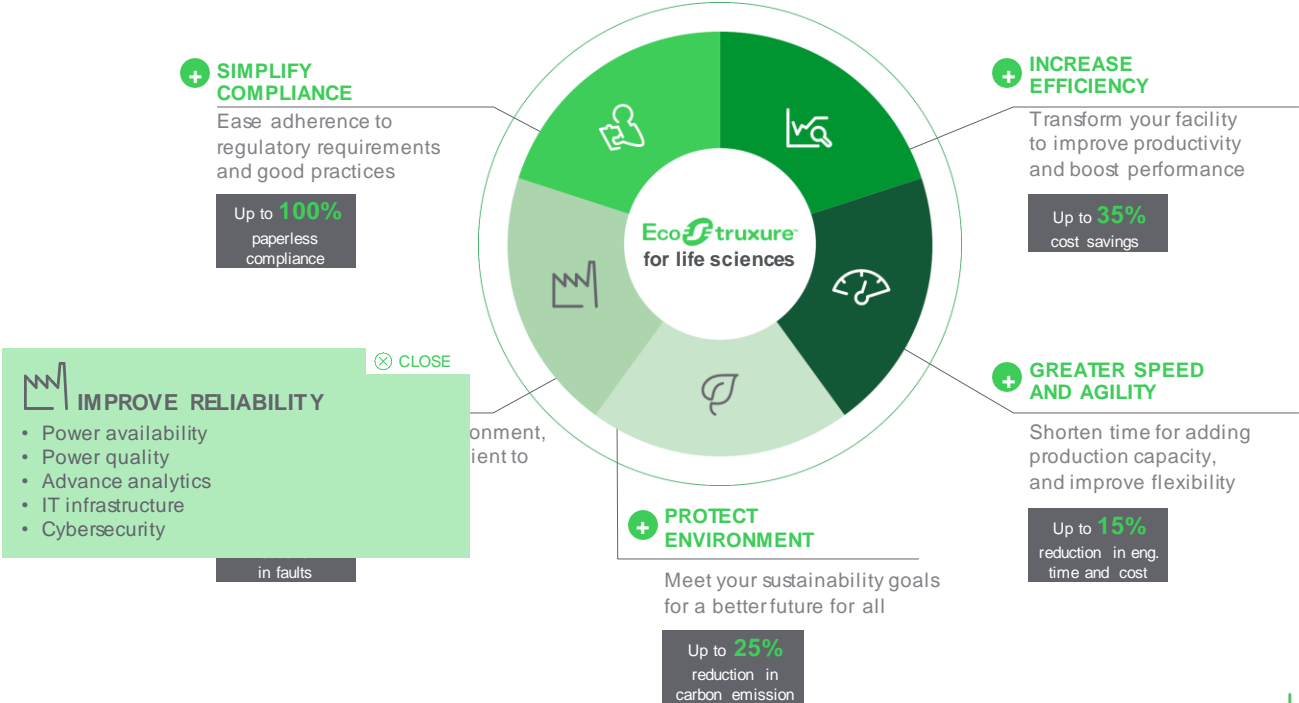 SIMPLIFY
COMPLIANCE
Ease adherence to
regulatory requirements
and good practices
Up to 100%
paperless
compliance
INCREASE
EFFICIENCY
Transform your facility
to improve productivity
and boost performance
Up to 35%
cost savings
EcoStruxure™
for life sciences
CLOSE
IMPROVE RELIABILITY
• Power availability
• Power quality
• Advance analytics
• IT infrastructure
• Cybersecurity
in faults
GREATER SPEED
AND AGILITY
Shorten time for adding
production capacity,
and improve flexibility
Up to 15%
reduction in eng.
time and cost
PROTECT
ENVIRONMENT
Meet your sustainability goals
for a better future for all
Up to 25%
reduction in
carbon emission